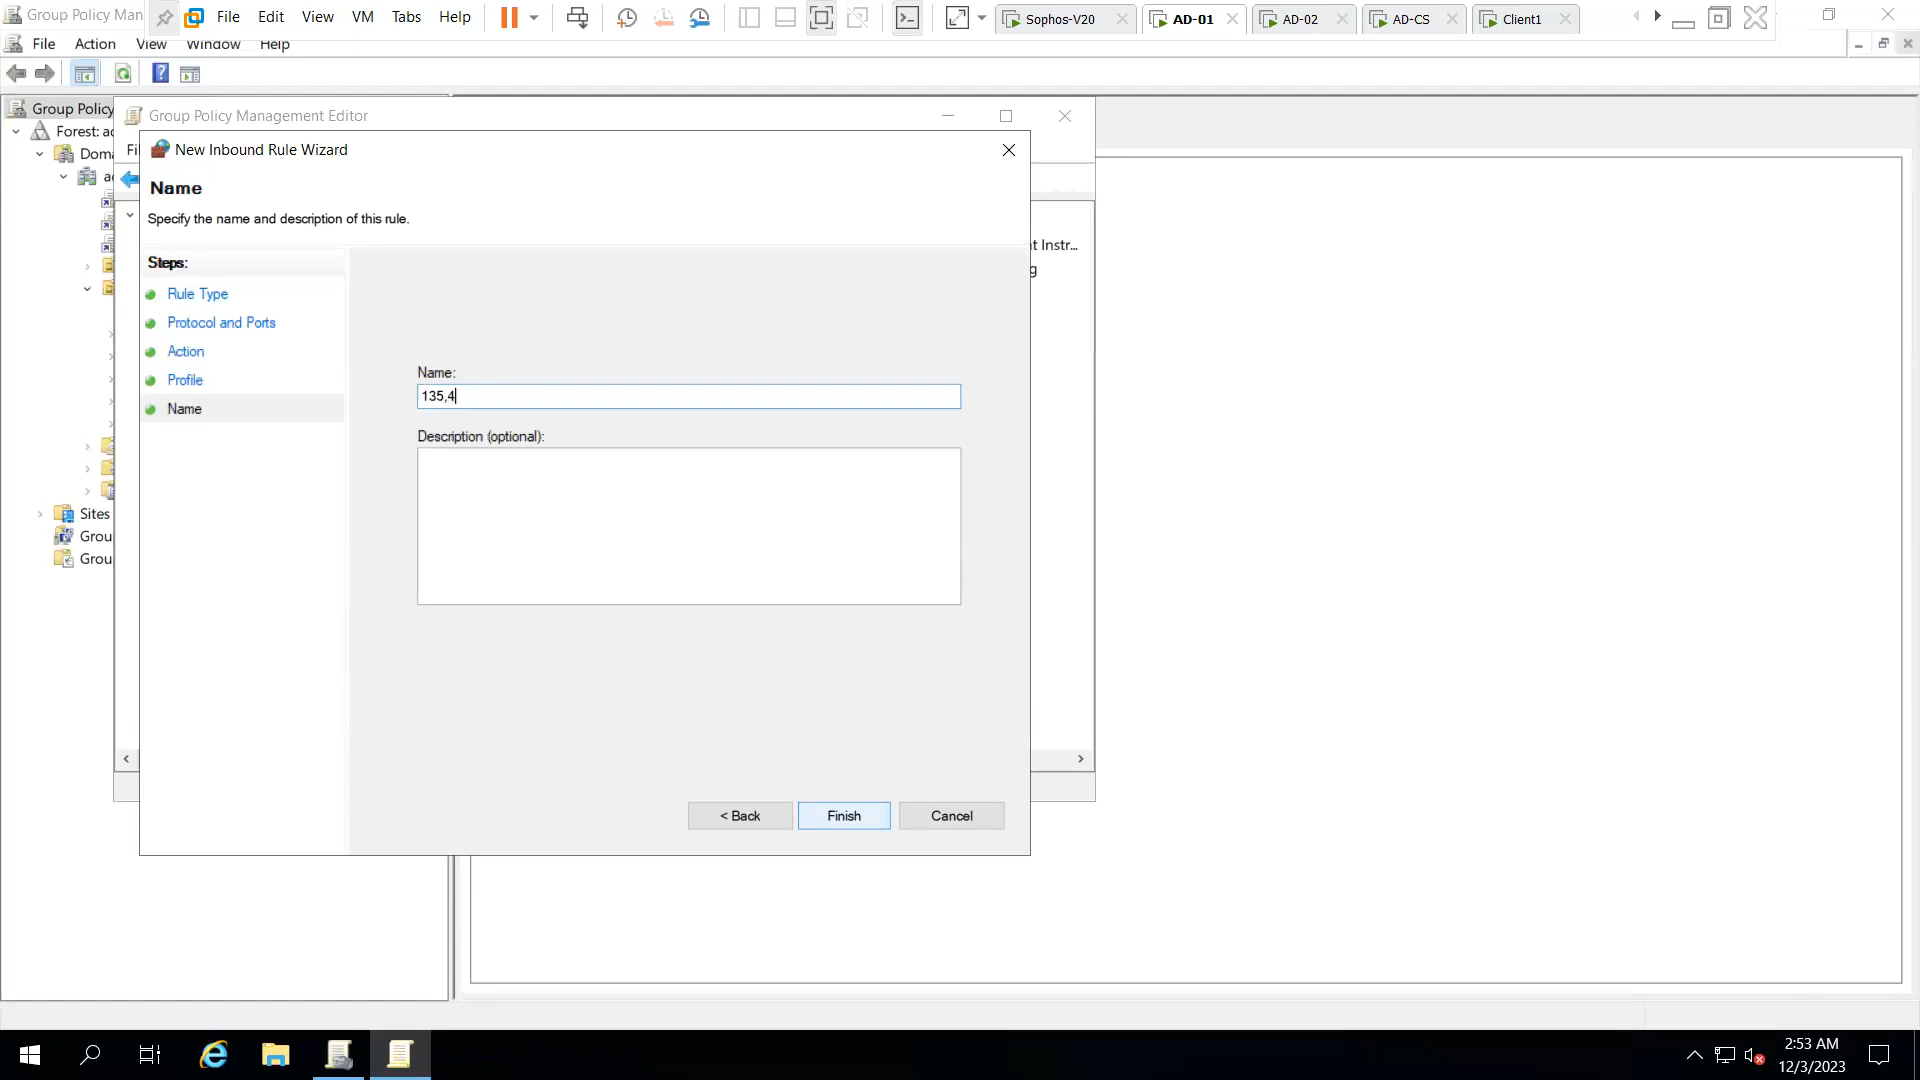 Group Policy Man
File Edit View VM Tabs Help
Sophos-V20
AD-01
AD-02
AD-CS
Client1
File Action View Window Help
Group Policy
Forest: ad
Doma
Sites
Grou
Grou
Group Policy Management Editor
nt Instr...
g
New Inbound Rule Wizard
Name
Specify the name and description of this rule.
Steps:
Rule Type
Protocol and Ports
Action
Profile
Name
Name:
135,4
Description (optional):
< Back
Finish
Cancel
2:53 AM
12/3/2023